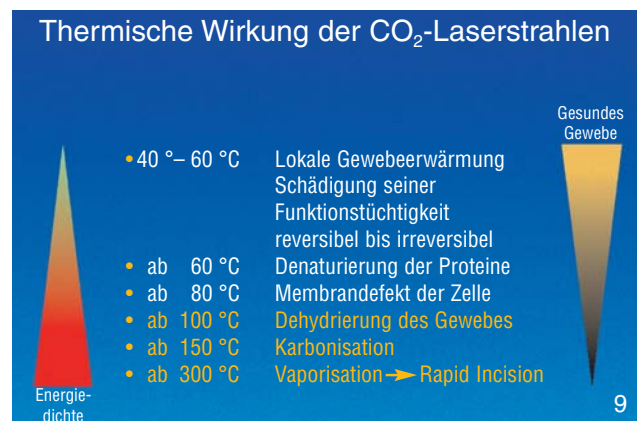 Thermische Wirkung der CO₂-Laserstrahlen
Gesundes
Gewebe
• 40 °– 60 °C Lokale Gewebeerwärmung
Schädigung seiner
Funktionstüchtigkeit
reversibel bis irreversibel
• ab 60 °C Denaturierung der Proteine
• ab 80 °C Membrandefekt der Zelle
• ab 100 °C Dehydrierung des Gewebes
• ab 150 °C Karbonisation
• ab 300 °C Vaporisation → Rapid Incision
Energie-
dichte
9